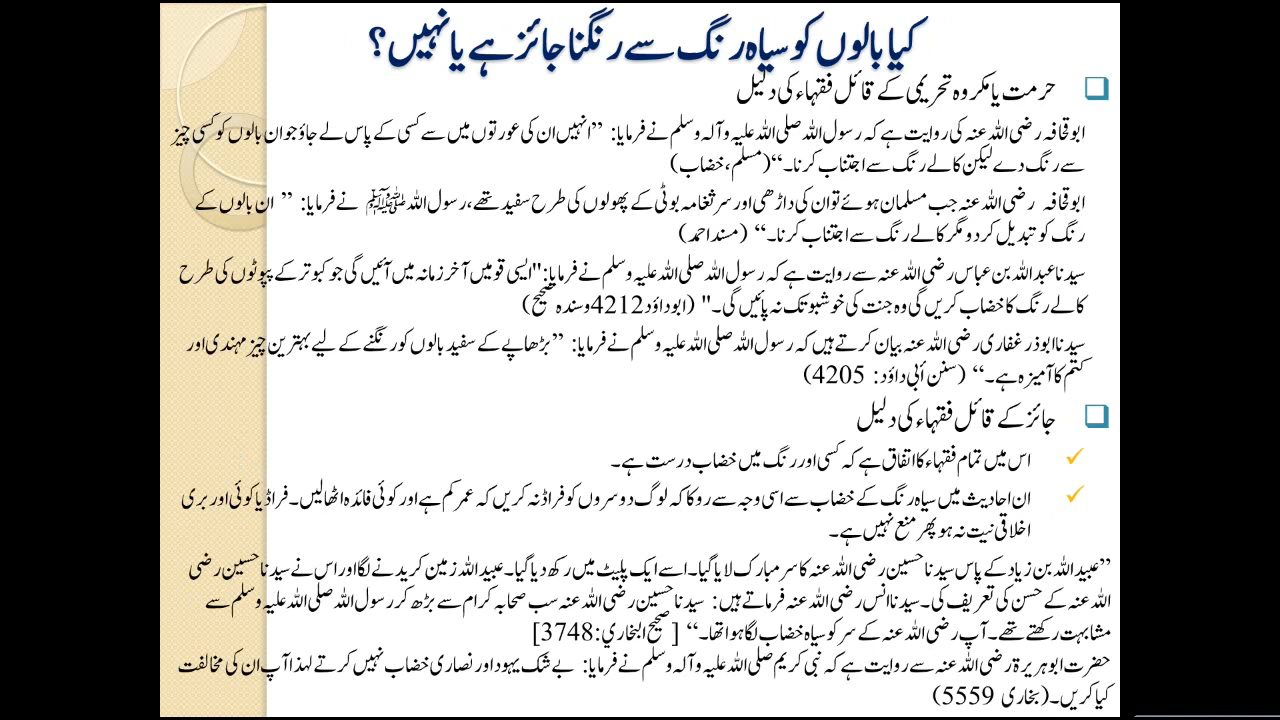 کیا بالوں کو سیاہ رنگ سے رنگنا جائز ہے یا نہیں؟
حرمت یا مکروہ تحریمی کے قائل فقہاء کی دلیل
ابوقحافہ رضی اللہ عنہ کی روایت ہے کہ رسول اللہ صلی اللہ علیہ وآلہ وسلم نے فرمایا: ”انہیں ان کی عورتوں میں سے کسی کے پاس لے جاؤ جو ان بالوں کو کسی چیز
سے رنگ دے لیکن کالے رنگ سے اجتناب کرنا۔“(مسلم، خضاب)
ابوقحافہ رضی اللہ عنہ جب مسلمان ہوئے تو ان کی داڑھی اور سر ثغامہ بوٹی کے پھولوں کی طرح سفید تھے، رسول اللہ ﷺ نے فرمایا: ” ان بالوں کے
رنگ کو تبدیل کر دو مگر کالے رنگ سے اجتناب کرنا۔“ (مسند احمد)
سیدنا عبد اللہ بن عباس رضی اللہ عنہ سے روایت ہے کہ رسول اللہ صلی اللہ علیہ وسلم نے فرمایا:"ایسی قومیں آخر زمانہ میں آئیں گی جو کبوتر کے پپوٹوں کی طرح
کالے رنگ کا خضاب کریں گی وہ جنت کی خوشبو تک نہ پائیں گی۔" (ابوداؤد4212وسندہ صحیح)
سیدنا ابوذر غفاری رضی اللہ عنہ بیان کرتے ہیں کہ رسول اللہ صلی اللہ علیہ وسلم نے فرمایا: ”بڑھاپے کے سفید بالوں کو رنگنے کے لیے بہترین چیز مہندی اور
کتم کا آمیزہ ہے۔“ (سنن أبی داؤد: 4205)
جائز کے قائل فقہاء کی دلیل
اس میں تمام فقہاء کا اتفاق ہے کہ کسی اور رنگ میں خضاب درست ہے۔
ان احادیث میں سیاہ رنگ کے خضاب سے اسی وجہ سے روکا کہ لوگ دوسروں کو فراڈ نہ کریں کہ عمر کم ہے اور کوئی فائدہ اٹھالیں۔ فراڈ یا کوئی اور بری
اخلاقی نیت نہ ہو پھر منع نہیں ہے۔
”عبید اللہ بن زیاد کے پاس سیدنا حسین رضی اللہ عنہ کا سر مبارک لایا گیا۔ اسے ایک پلیٹ میں رکھ دیا گیا۔ عبید اللہ زمین کریدنے لگا اور اس نے سیدنا حسین رضی
اللہ عنہ کے حسن کی تعریف کی۔ سیدنا انس رضی اللہ عنہ فرماتے ہیں: سیدنا حسین رضی اللہ عنہ سب صحابہ کرام سے بڑھ کر رسول اللہ صلی اللہ علیہ وسلم سے
مشابہت رکھتے تھے۔ آپ رضی اللہ عنہ کے سر کو سیاہ خضاب لگا ہوا تھا۔“ [صحیح البخاري:3748]
حضرت ابوہریرۃ رضی اللہ عنہ سے روایت ہے کہ نبی کریم صلی اللہ علیہ وآلہ وسلم نے فرمایا: بے شک یہود اور نصاری خضاب نہیں کرتے لہذا آپ ان کی مخالفت
کیا کریں۔(بخاری 5559)